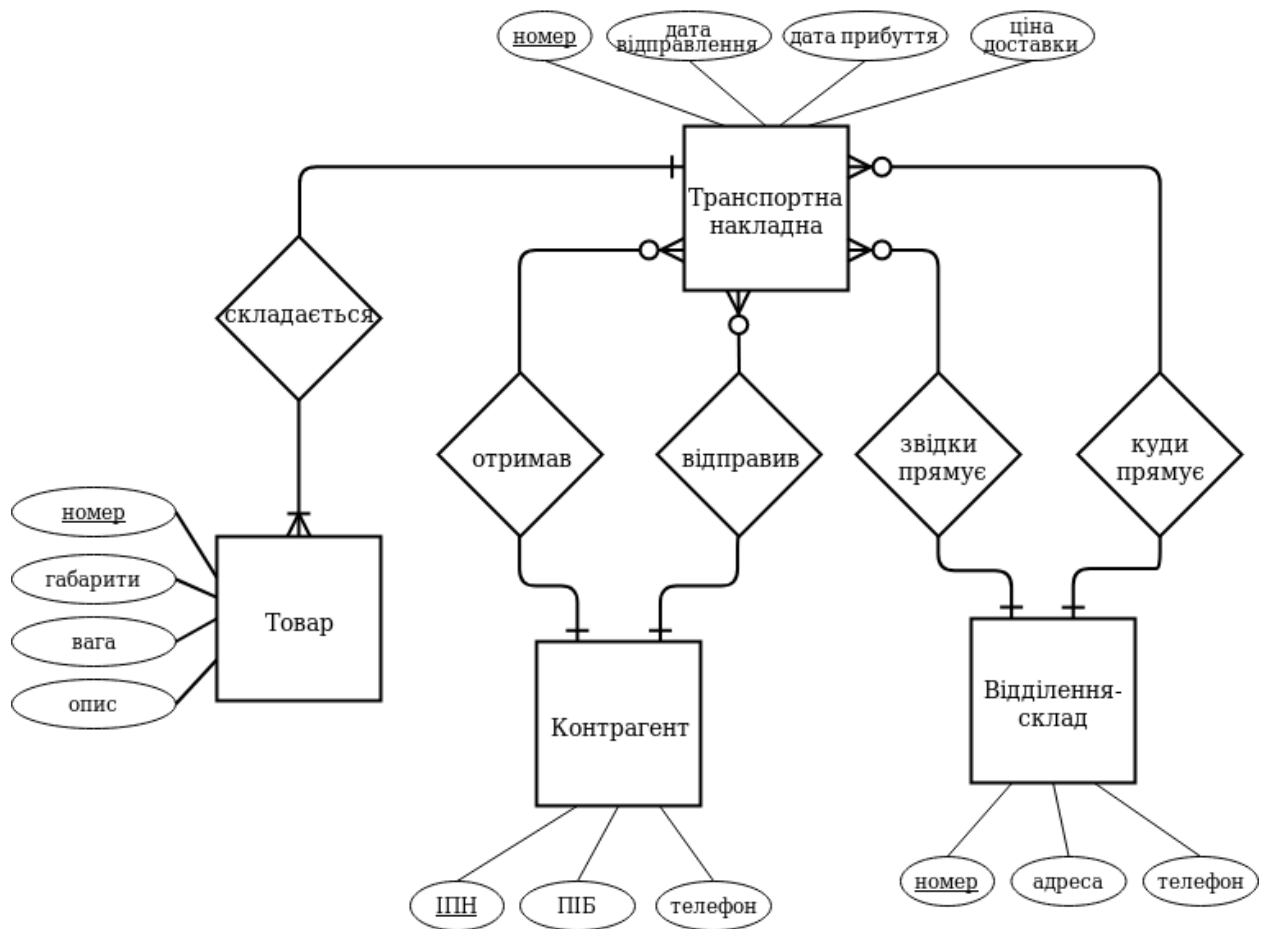 номер
дата
відправлення
дата прибуття
ціна
доставки
Транспортна
накладна
складається
отримав
відправив
звідки
прямує
куди
прямує
номер
габарити
вага
опис
Товар
Контрагент
Відділення-
склад
ІПН
ПІБ
телефон
номер
адреса
телефон